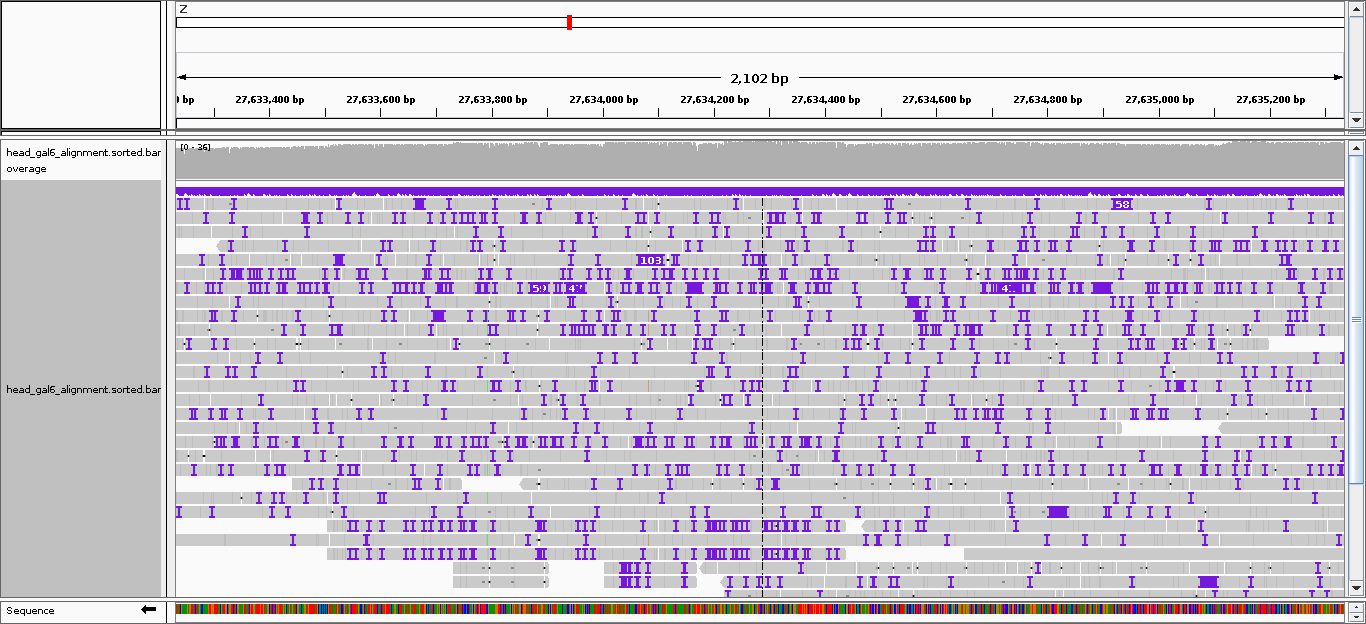 Z
2,102 bp
0 bp 27,633,400 bp 27,633,600 bp 27,633,800 bp 27,634,000 bp 27,634,200 bp 27,634,400 bp 27,634,600 bp 27,634,800 bp 27,635,000 bp 27,635,200 bp
head_gal6_alignment.sorted.bar
overage
[0 - 36]
58
103
59 47
head_gal6_alignment.sorted.bar
Sequence